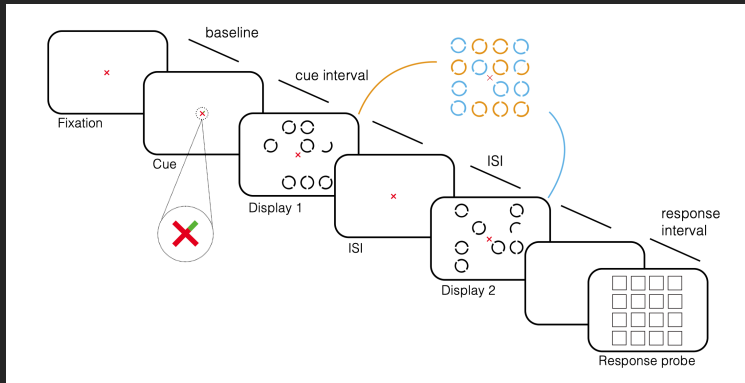 baseline
cue interval
Fixation
Cue
ISI
Display 1
response
interval
ISI
Display 2
Response probe